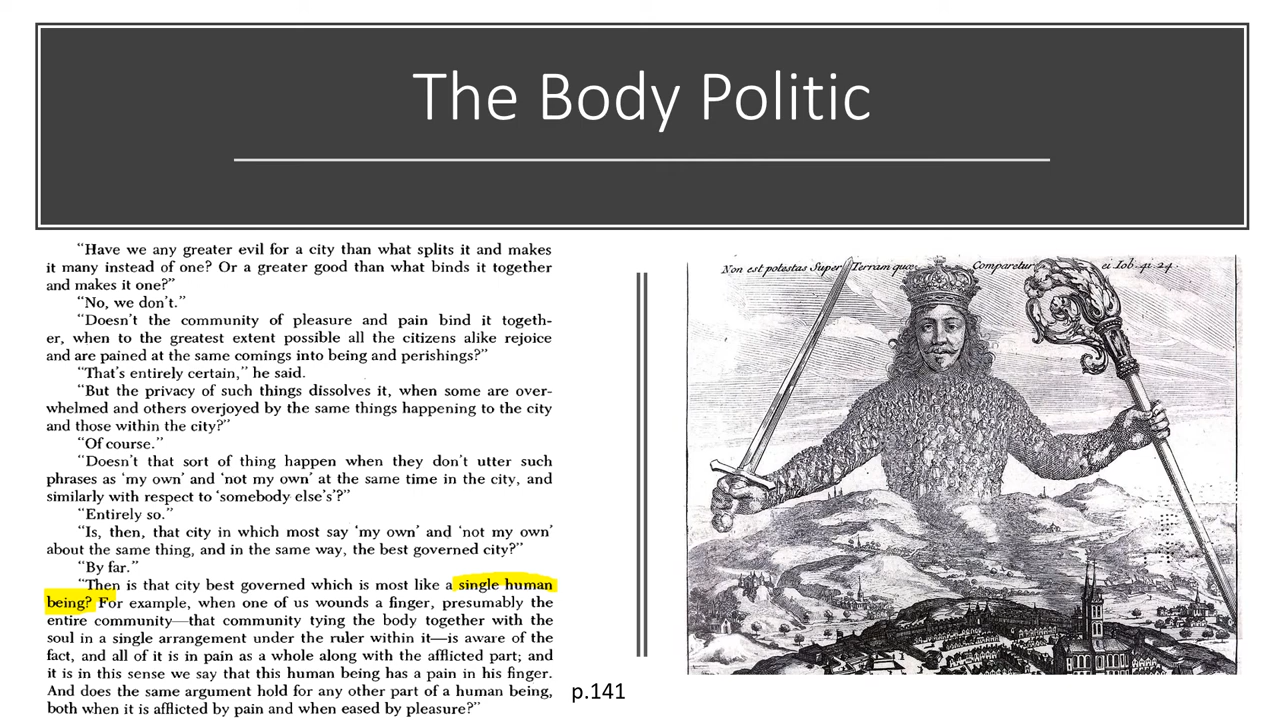 The Body Politic
“Have we any greater evil for a city than what splits it and makes
it many instead of one? Or a greater good than what binds it together
and makes it one?”
“No, we don’t.”
“Doesn’t the community of pleasure and pain bind it togeth-
er, when to the greatest extent possible all the citizens alike rejoice
and are pained at the same comings into being and perishings?”
“That’s entirely certain,” he said.
“But the privacy of such things dissolves it, when some are over-
whelmed and others overjoyed by the same things happening to the city
and those within the city?”
“Of course.”
“Doesn’t that sort of thing happen when they don’t utter such
phrases as ‘my own’ and ‘not my own’ at the same time in the city, and
similarly with respect to ‘somebody else’s’?”
“Entirely so.”
“Is, then, that city in which most say ‘my own’ and ‘not my own’
about the same thing, and in the same way, the best governed city?”
“By far.”
“Then is that city best governed which is most like a single human
being? For example, when one of us wounds a finger, presumably the
entire community—that community tying the body together with the
soul in a single arrangement under the ruler within it—is aware of the
fact, and all of it is in pain as a whole along with the afflicted part; and
it is in this sense we say that this human being has a pain in his finger.
And does the same argument hold for any other part of a human being,
both when it is afflicted by pain and when eased by pleasure?”
p.141
Non est potestas Super Terram quæ Comparetur ei Iob. 41. 24.